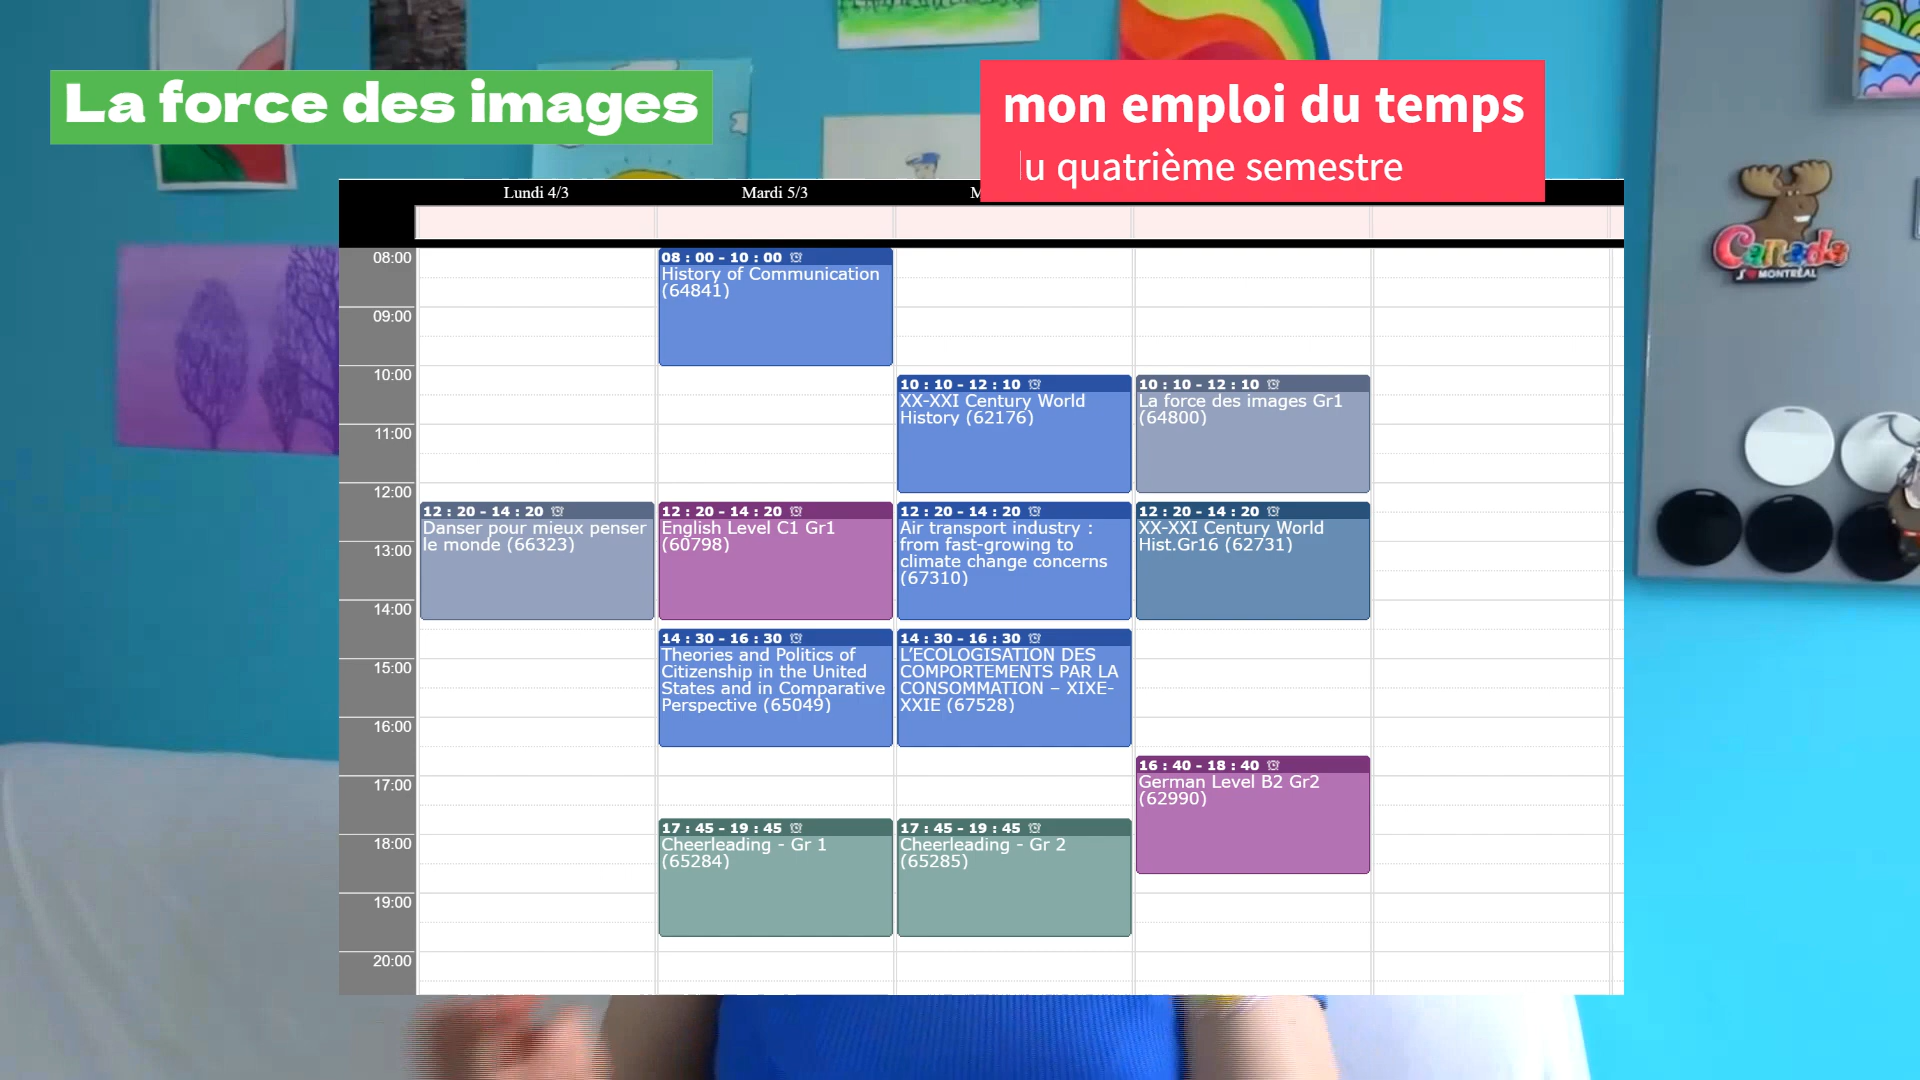 La force des images
mon emploi du temps
u quatrième semestre
Lundi 4/3
Mardi 5/3
M
08:00
09:00
10:00
11:00
12:00
13:00
14:00
15:00
16:00
17:00
18:00
19:00
20:00
12 : 20 - 14 : 20
Danser pour mieux penser
le monde (66323)
08 : 00 - 10 : 00
History of Communication
(64841)
12 : 20 - 14 : 20
English Level C1 Gr1
(60798)
14 : 30 - 16 : 30
Theories and Politics of
Citizenship in the United
States and in Comparative
Perspective (65049)
17 : 45 - 19 : 45
Cheerleading - Gr 1
(65284)
10 : 10 - 12 : 10
XX-XXI Century World
History (62176)
12 : 20 - 14 : 20
Air transport industry :
from fast-growing to
climate change concerns
(67310)
14 : 30 - 16 : 30
L'ECOLOGISATION DES
COMPORTEMENTS PAR LA
CONSOMMATION – XIXE-
XXIE (67528)
17 : 45 - 19 : 45
Cheerleading - Gr 2
(65285)
10 : 10 - 12 : 10
La force des images Gr1
(64800)
12 : 20 - 14 : 20
XX-XXI Century World
Hist.Gr16 (62731)
16 : 40 - 18 : 40
German Level B2 Gr2
(62990)
Canada
J'♥ MONTRÉAL